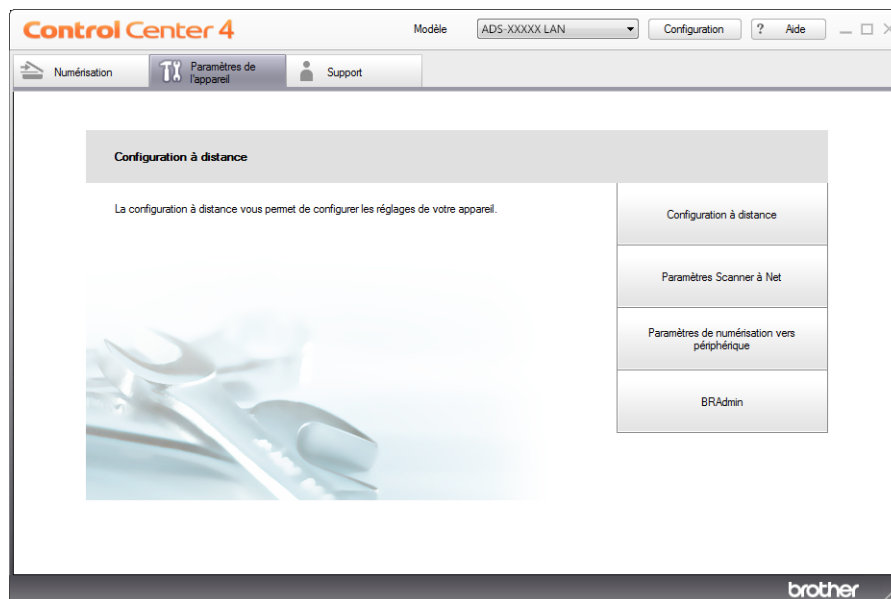 Control Center 4
Modèle
ADS-XXXXX LAN
Configuration
? Aide
Numérisation
Paramètres de
l'appareil
Support
Configuration à distance
La configuration à distance vous permet de configurer les réglages de votre appareil.
Configuration à distance
Paramètres Scanner à Net
Paramètres de numérisation vers
périphérique
BRAdmin
brother